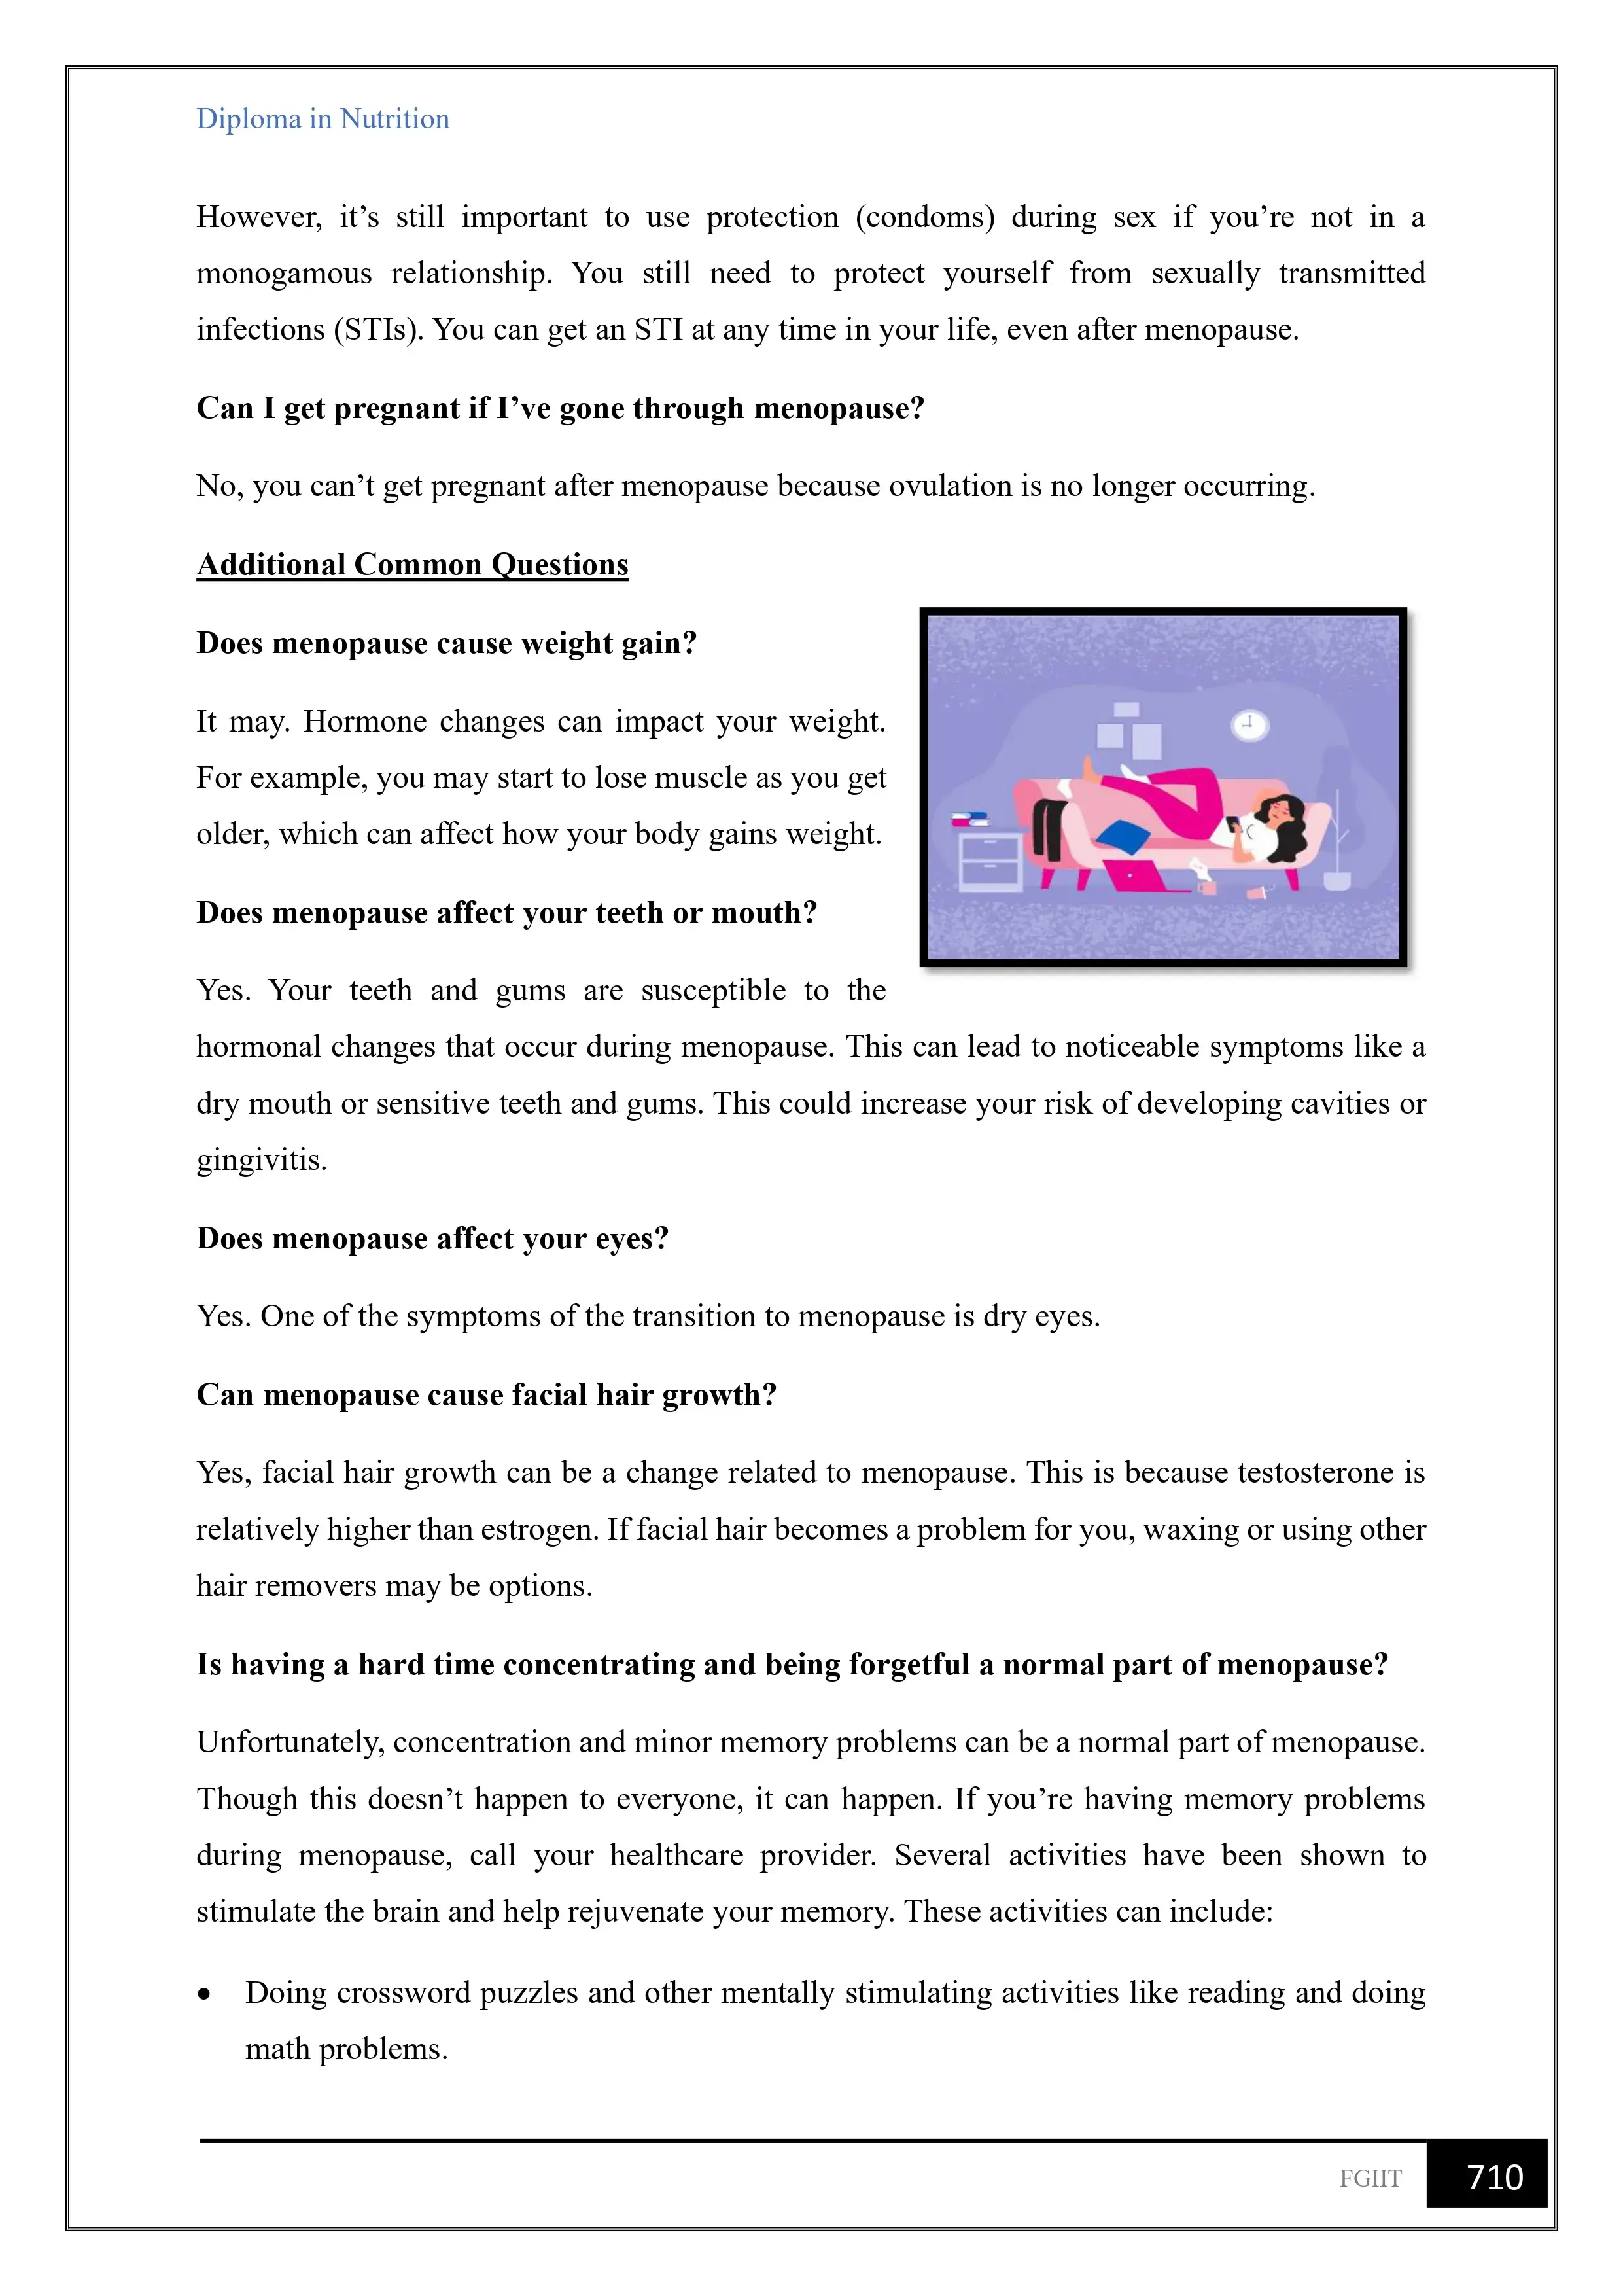 Diploma in Nutrition
However, it’s still important to use protection (condoms) during sex if you’re not in a
monogamous relationship. You still need to protect yourself from sexually transmitted
infections (STIs). You can get an STI at any time in your life, even after menopause.
Can I get pregnant if I’ve gone through menopause?
No, you can’t get pregnant after menopause because ovulation is no longer occurring.
Additional Common Questions
Does menopause cause weight gain?
It may. Hormone changes can impact your weight.
For example, you may start to lose muscle as you get
older, which can affect how your body gains weight.
Does menopause affect your teeth or mouth?
Yes. Your teeth and gums are susceptible to the
hormonal changes that occur during menopause. This can lead to noticeable symptoms like a
dry mouth or sensitive teeth and gums. This could increase your risk of developing cavities or
gingivitis.
Does menopause affect your eyes?
Yes. One of the symptoms of the transition to menopause is dry eyes.
Can menopause cause facial hair growth?
Yes, facial hair growth can be a change related to menopause. This is because testosterone is
relatively higher than estrogen. If facial hair becomes a problem for you, waxing or using other
hair removers may be options.
Is having a hard time concentrating and being forgetful a normal part of menopause?
Unfortunately, concentration and minor memory problems can be a normal part of menopause.
Though this doesn’t happen to everyone, it can happen. If you’re having memory problems
during menopause, call your healthcare provider. Several activities have been shown to
stimulate the brain and help rejuvenate your memory. These activities can include:
• Doing crossword puzzles and other mentally stimulating activities like reading and doing
math problems.
FGIIT 710